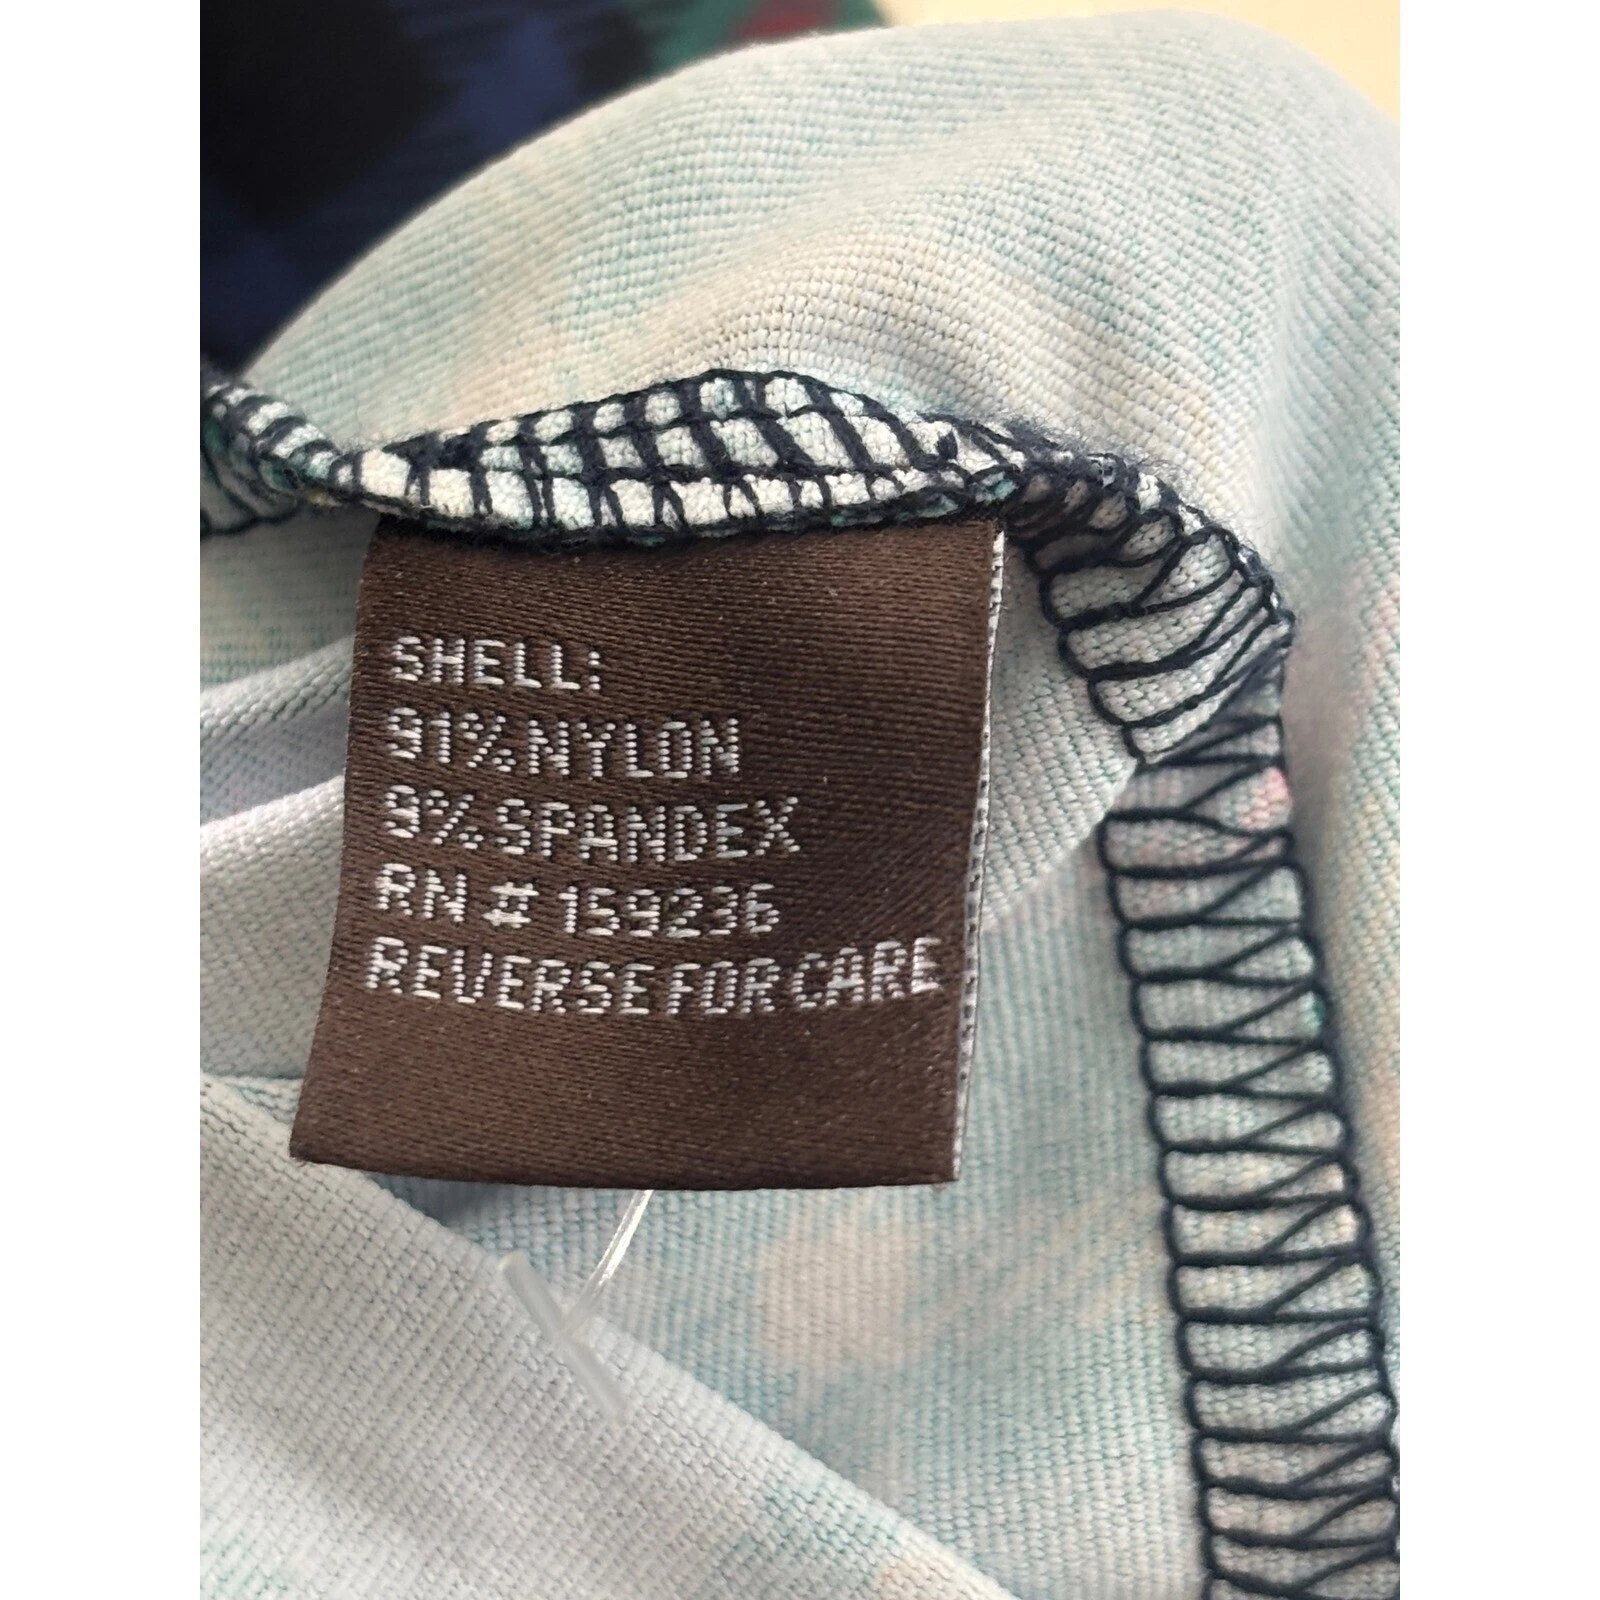 SHELL:
91% NYLON
9% SPANDEX
RN # 159236
REVERSE FOR CARE